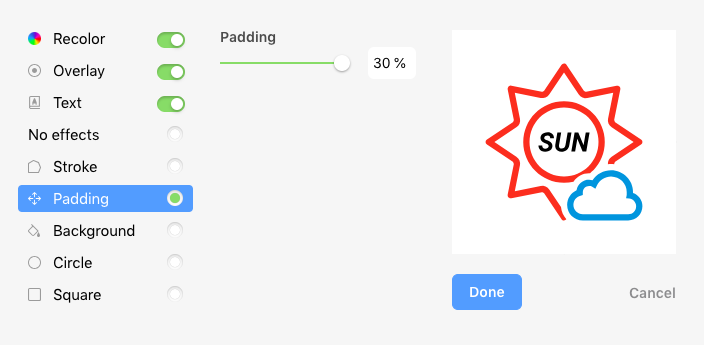 Recolor
Overlay
Text
No effects
Stroke
Padding
Background
Circle
Square
Padding
30 %
SUN
Done
Cancel